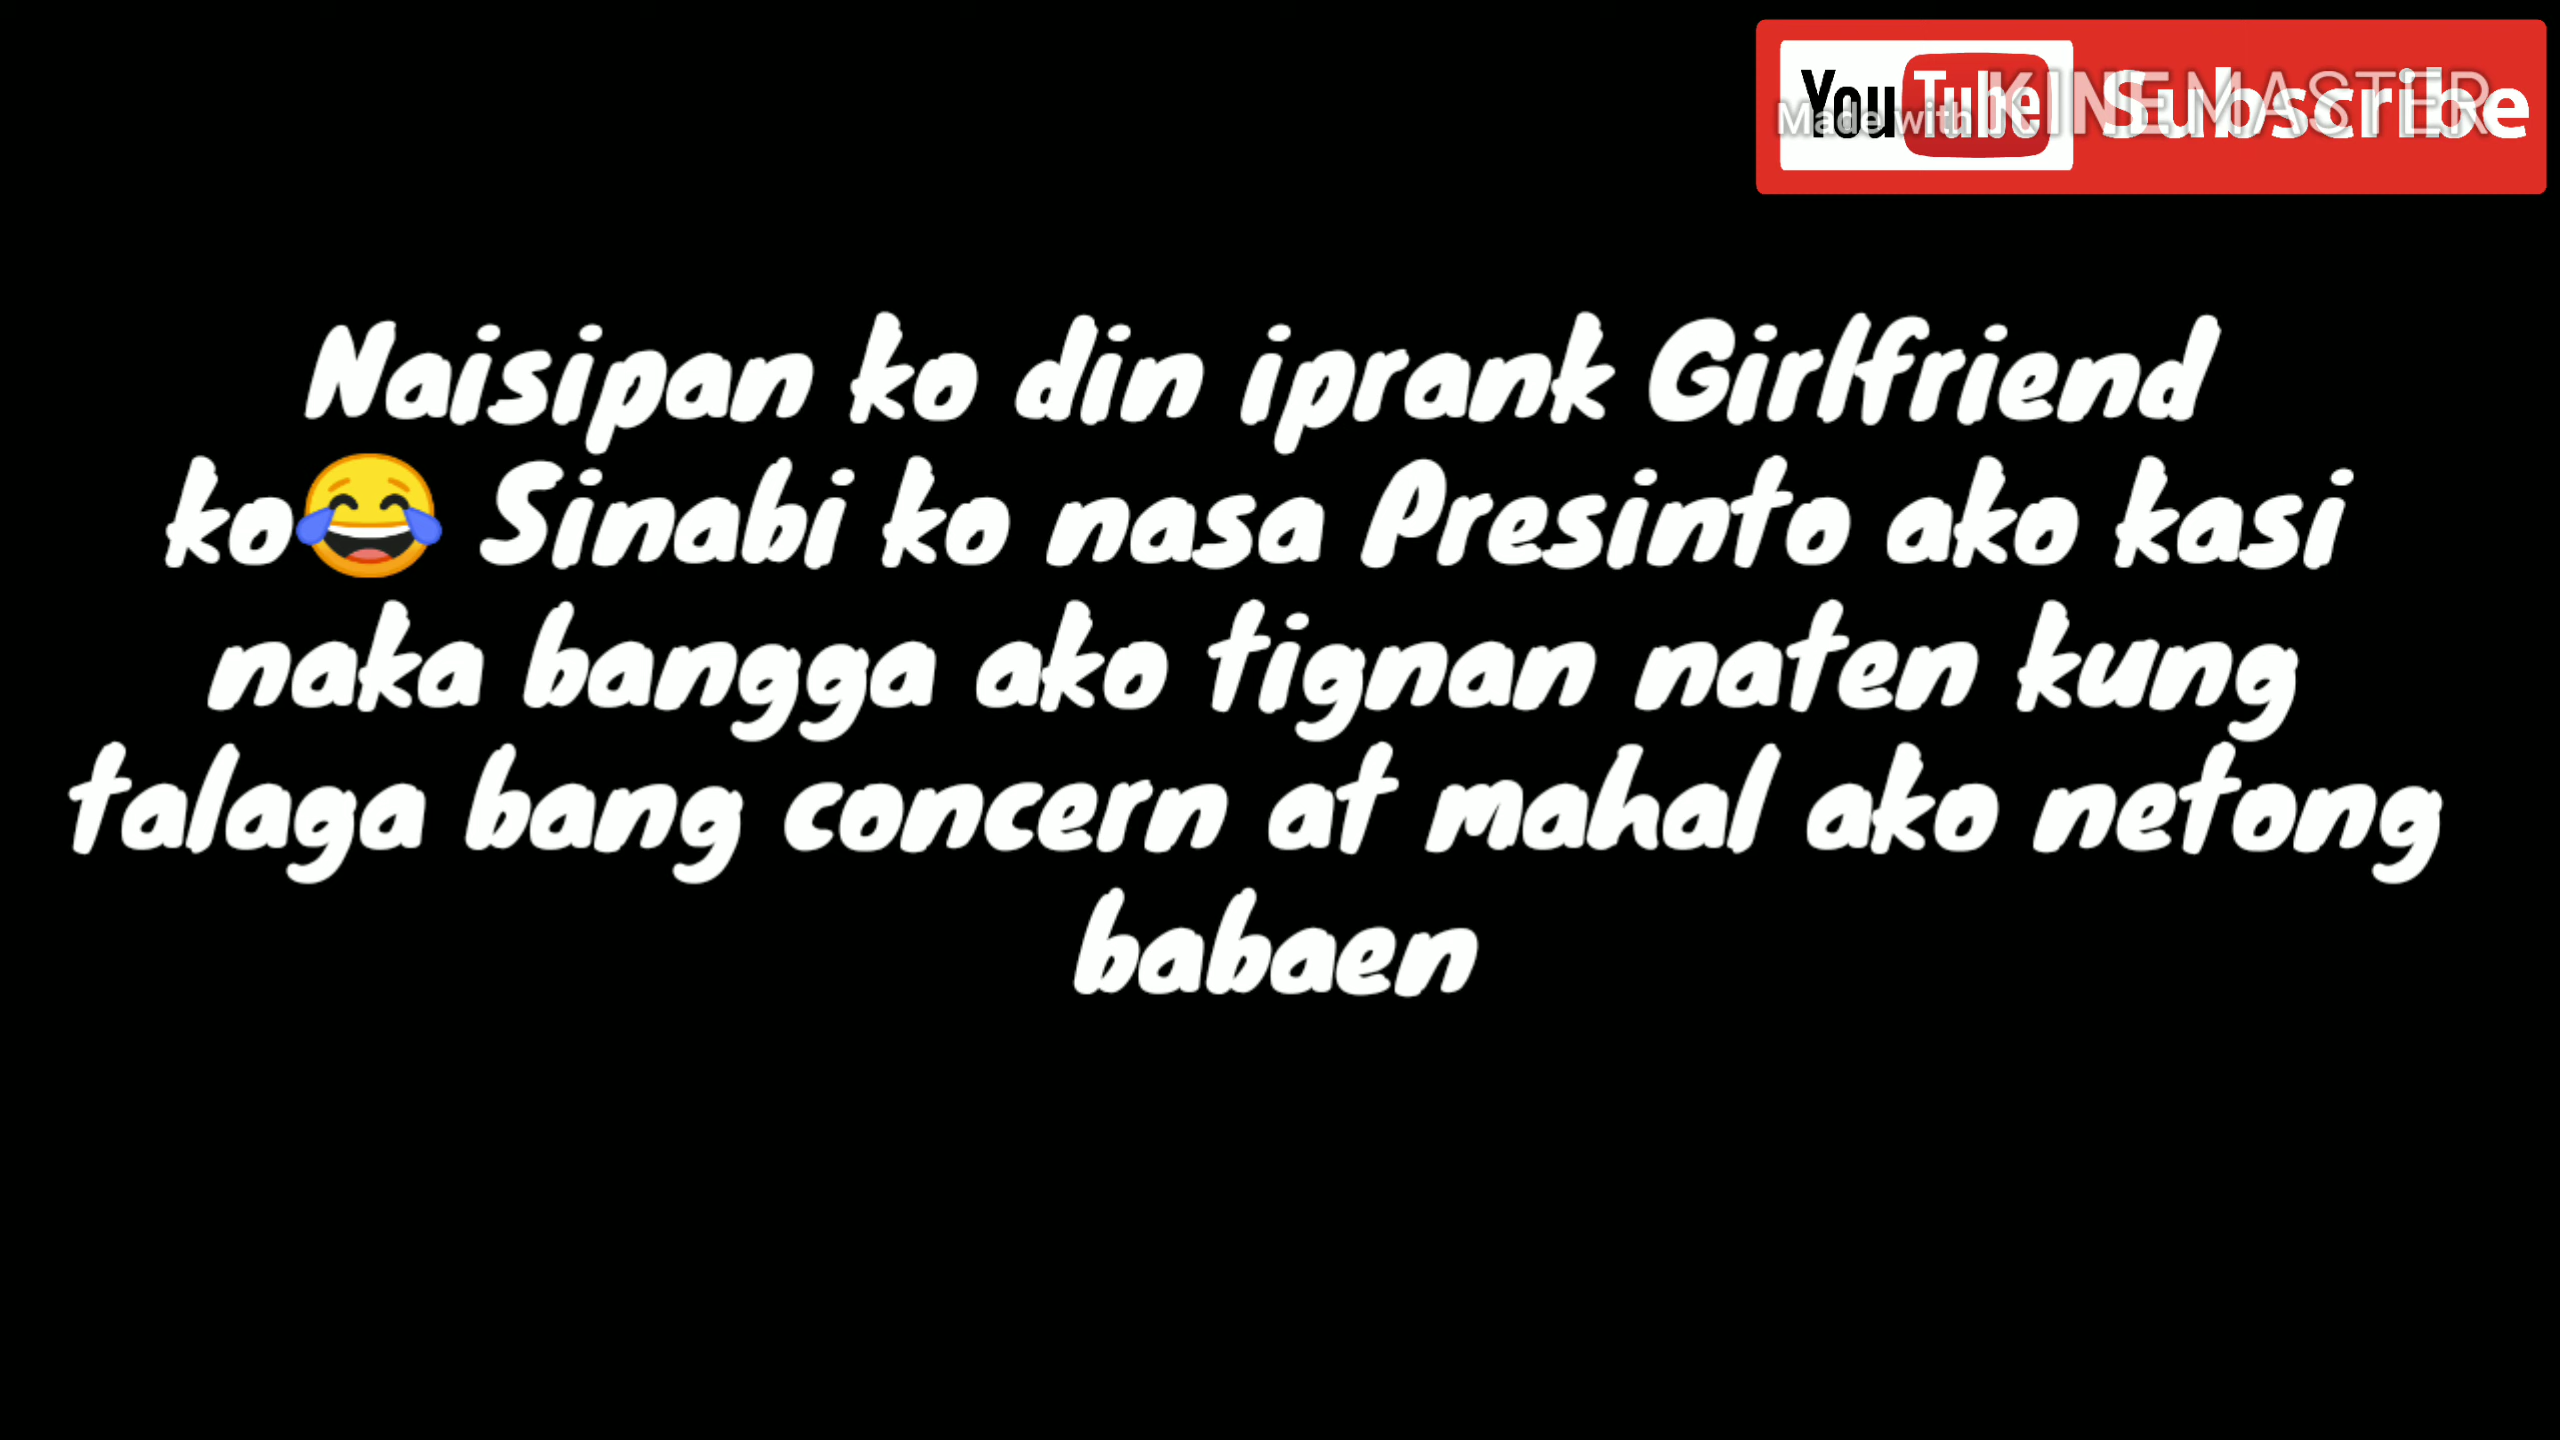 YouTube Subscribe
Made with KINEMASTER
Naisipan ko din iprank Girlfriend
ko😂 Sinabi ko nasa Presinto ako kasi
naka bangga ako tignan naten kung
talaga bang concern at mahal ako netong
babaen